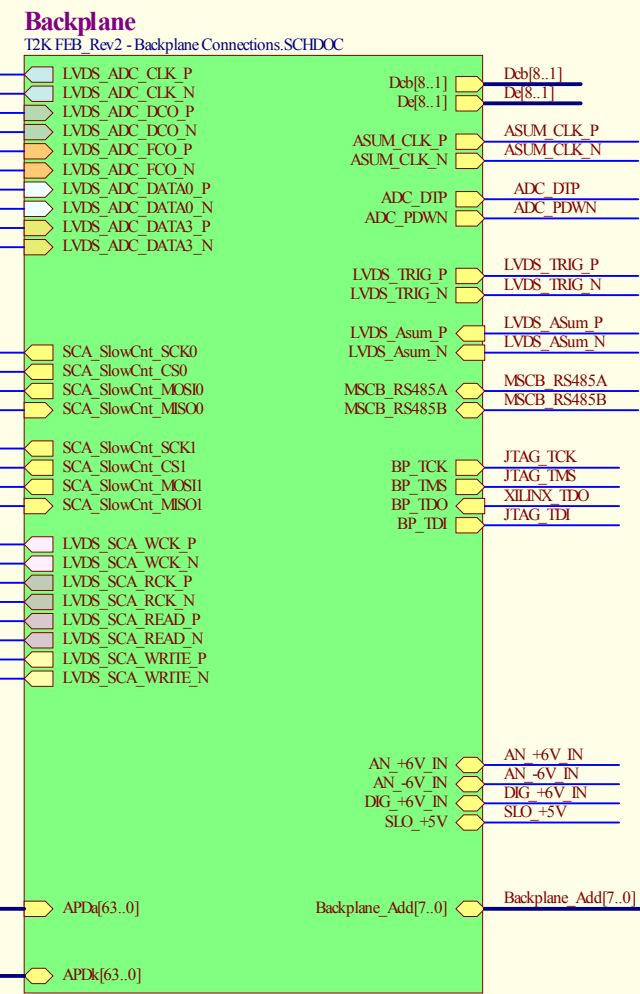 Backplane
T2K FEB_Rev2 - Backplane Connections.SCHDOC
LVDS_ADC_CLK_P
LVDS_ADC_CLK_N
LVDS_ADC_DCO_P
LVDS_ADC_DCO_N
LVDS_ADC_FCO_P
LVDS_ADC_FCO_N
LVDS_ADC_DATA0_P
LVDS_ADC_DATA0_N
LVDS_ADC_DATA3_P
LVDS_ADC_DATA3_N
SCA_SlowCnt_SCK0
SCA_SlowCnt_CS0
SCA_SlowCnt_MOSI0
SCA_SlowCnt_MISO0
SCA_SlowCnt_SCK1
SCA_SlowCnt_CS1
SCA_SlowCnt_MOSI1
SCA_SlowCnt_MISO1
LVDS_SCA_WCK_P
LVDS_SCA_WCK_N
LVDS_SCA_RCK_P
LVDS_SCA_RCK_N
LVDS_SCA_READ_P
LVDS_SCA_READ_N
LVDS_SCA_WRITE_P
LVDS_SCA_WRITE_N
APDa[63..0]
APDk[63..0]
Dcb[8..1]
De[8..1]
ASUM_CLK_P
ASUM_CLK_N
ADC_DTP
ADC_PDWN
LVDS_TRIG_P
LVDS_TRIG_N
LVDS_Asum_P
LVDS_Asum_N
MSCB_RS485A
MSCB_RS485B
BP_TCK
BP_TMS
BP_TDO
BP_TDI
AN_+6V_IN
AN_-6V_IN
DIG_+6V_IN
SLO_+5V
Backplane_Add[7..0]
Dcb[8..1]
De[8..1]
ASUM_CLK_P
ASUM_CLK_N
ADC_DTP
ADC_PDWN
LVDS_TRIG_P
LVDS_TRIG_N
LVDS_ASum_P
LVDS_ASum_N
MSCB_RS485A
MSCB_RS485B
JTAG_TCK
JTAG_TMS
XILINX_TDO
JTAG_TDI
AN_+6V_IN
AN_-6V_IN
DIG_+6V_IN
SLO_+5V
Backplane_Add[7..0]